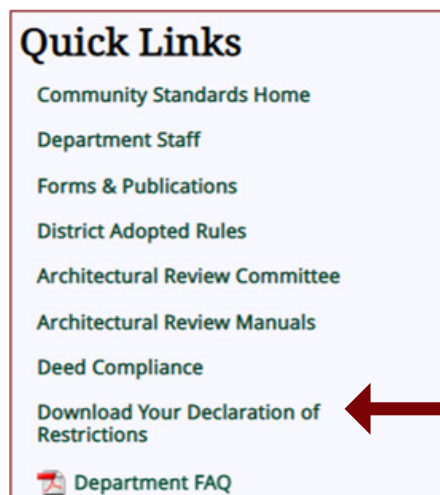 Quick Links
Community Standards Home
Department Staff
Forms & Publications
District Adopted Rules
Architectural Review Committee
Architectural Review Manuals
Deed Compliance
Download Your Declaration of
Restrictions
Department FAQ